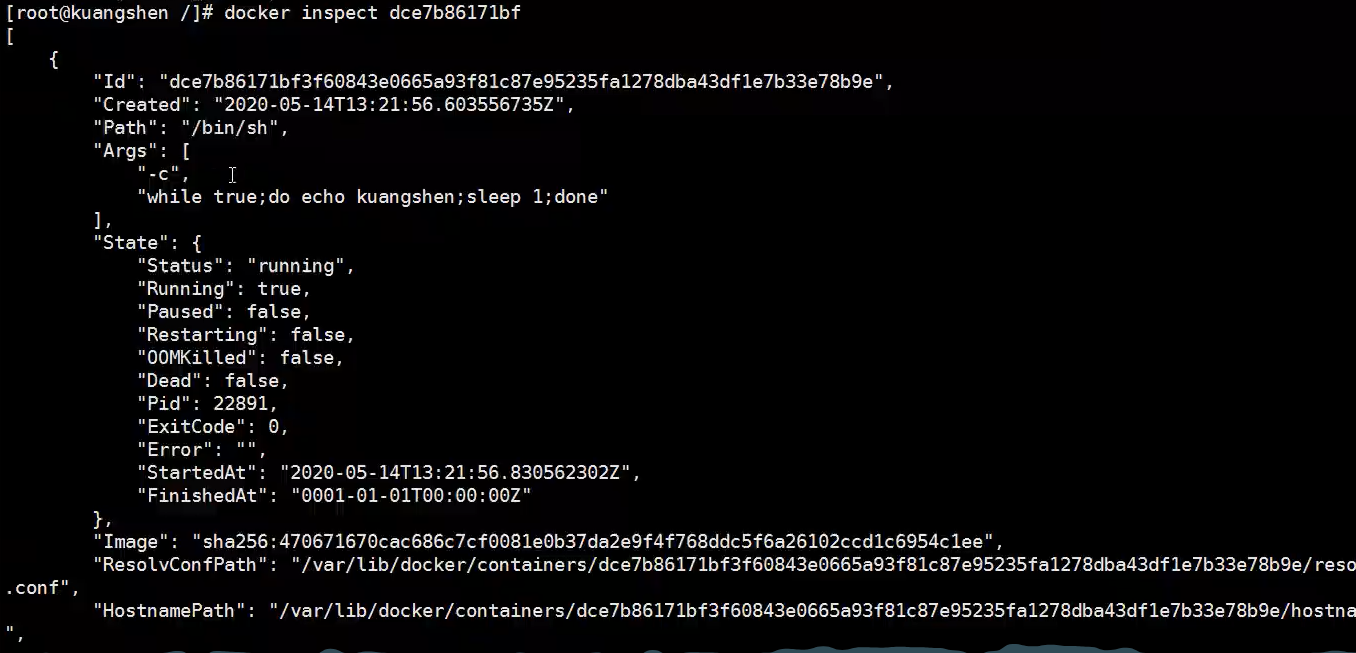 [root@kuangshen /]# docker inspect dce7b86171bf
[
    {
        "Id": "dce7b86171bf3f60843e0665a93f81c87e95235fa1278dba43df1e7b33e78b9e",
        "Created": "2020-05-14T13:21:56.603556735Z",
        "Path": "/bin/sh",
        "Args": [
            "-c",
            "while true;do echo kuangshen;sleep 1;done"
        ],
        "State": {
            "Status": "running",
            "Running": true,
            "Paused": false,
            "Restarting": false,
            "OOMKilled": false,
            "Dead": false,
            "Pid": 22891,
            "ExitCode": 0,
            "Error": "",
            "StartedAt": "2020-05-14T13:21:56.830562302Z",
            "FinishedAt": "0001-01-01T00:00:00Z"
        },
        "Image": "sha256:470671670cac686c7cf0081e0b37da2e9f4f768ddc5f6a26102ccd1c6954c1ee",
        "ResolvConfPath": "/var/lib/docker/containers/dce7b86171bf3f60843e0665a93f81c87e95235fa1278dba43df1e7b33e78b9e/reso
.conf",
        "HostnamePath": "/var/lib/docker/containers/dce7b86171bf3f60843e0665a93f81c87e95235fa1278dba43df1e7b33e78b9e/hostna
",